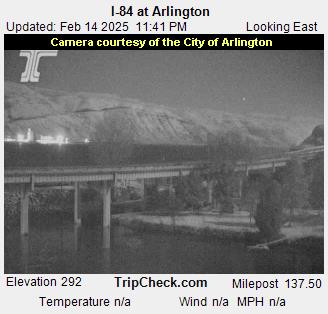 I-84 at Arlington
Updated: Feb 14 2025 11:41 PM Looking East
Camera courtesy of the City of Arlington
Elevation 292 TripCheck.com Milepost 137.50
Temperature n/a Wind n/a MPH n/a